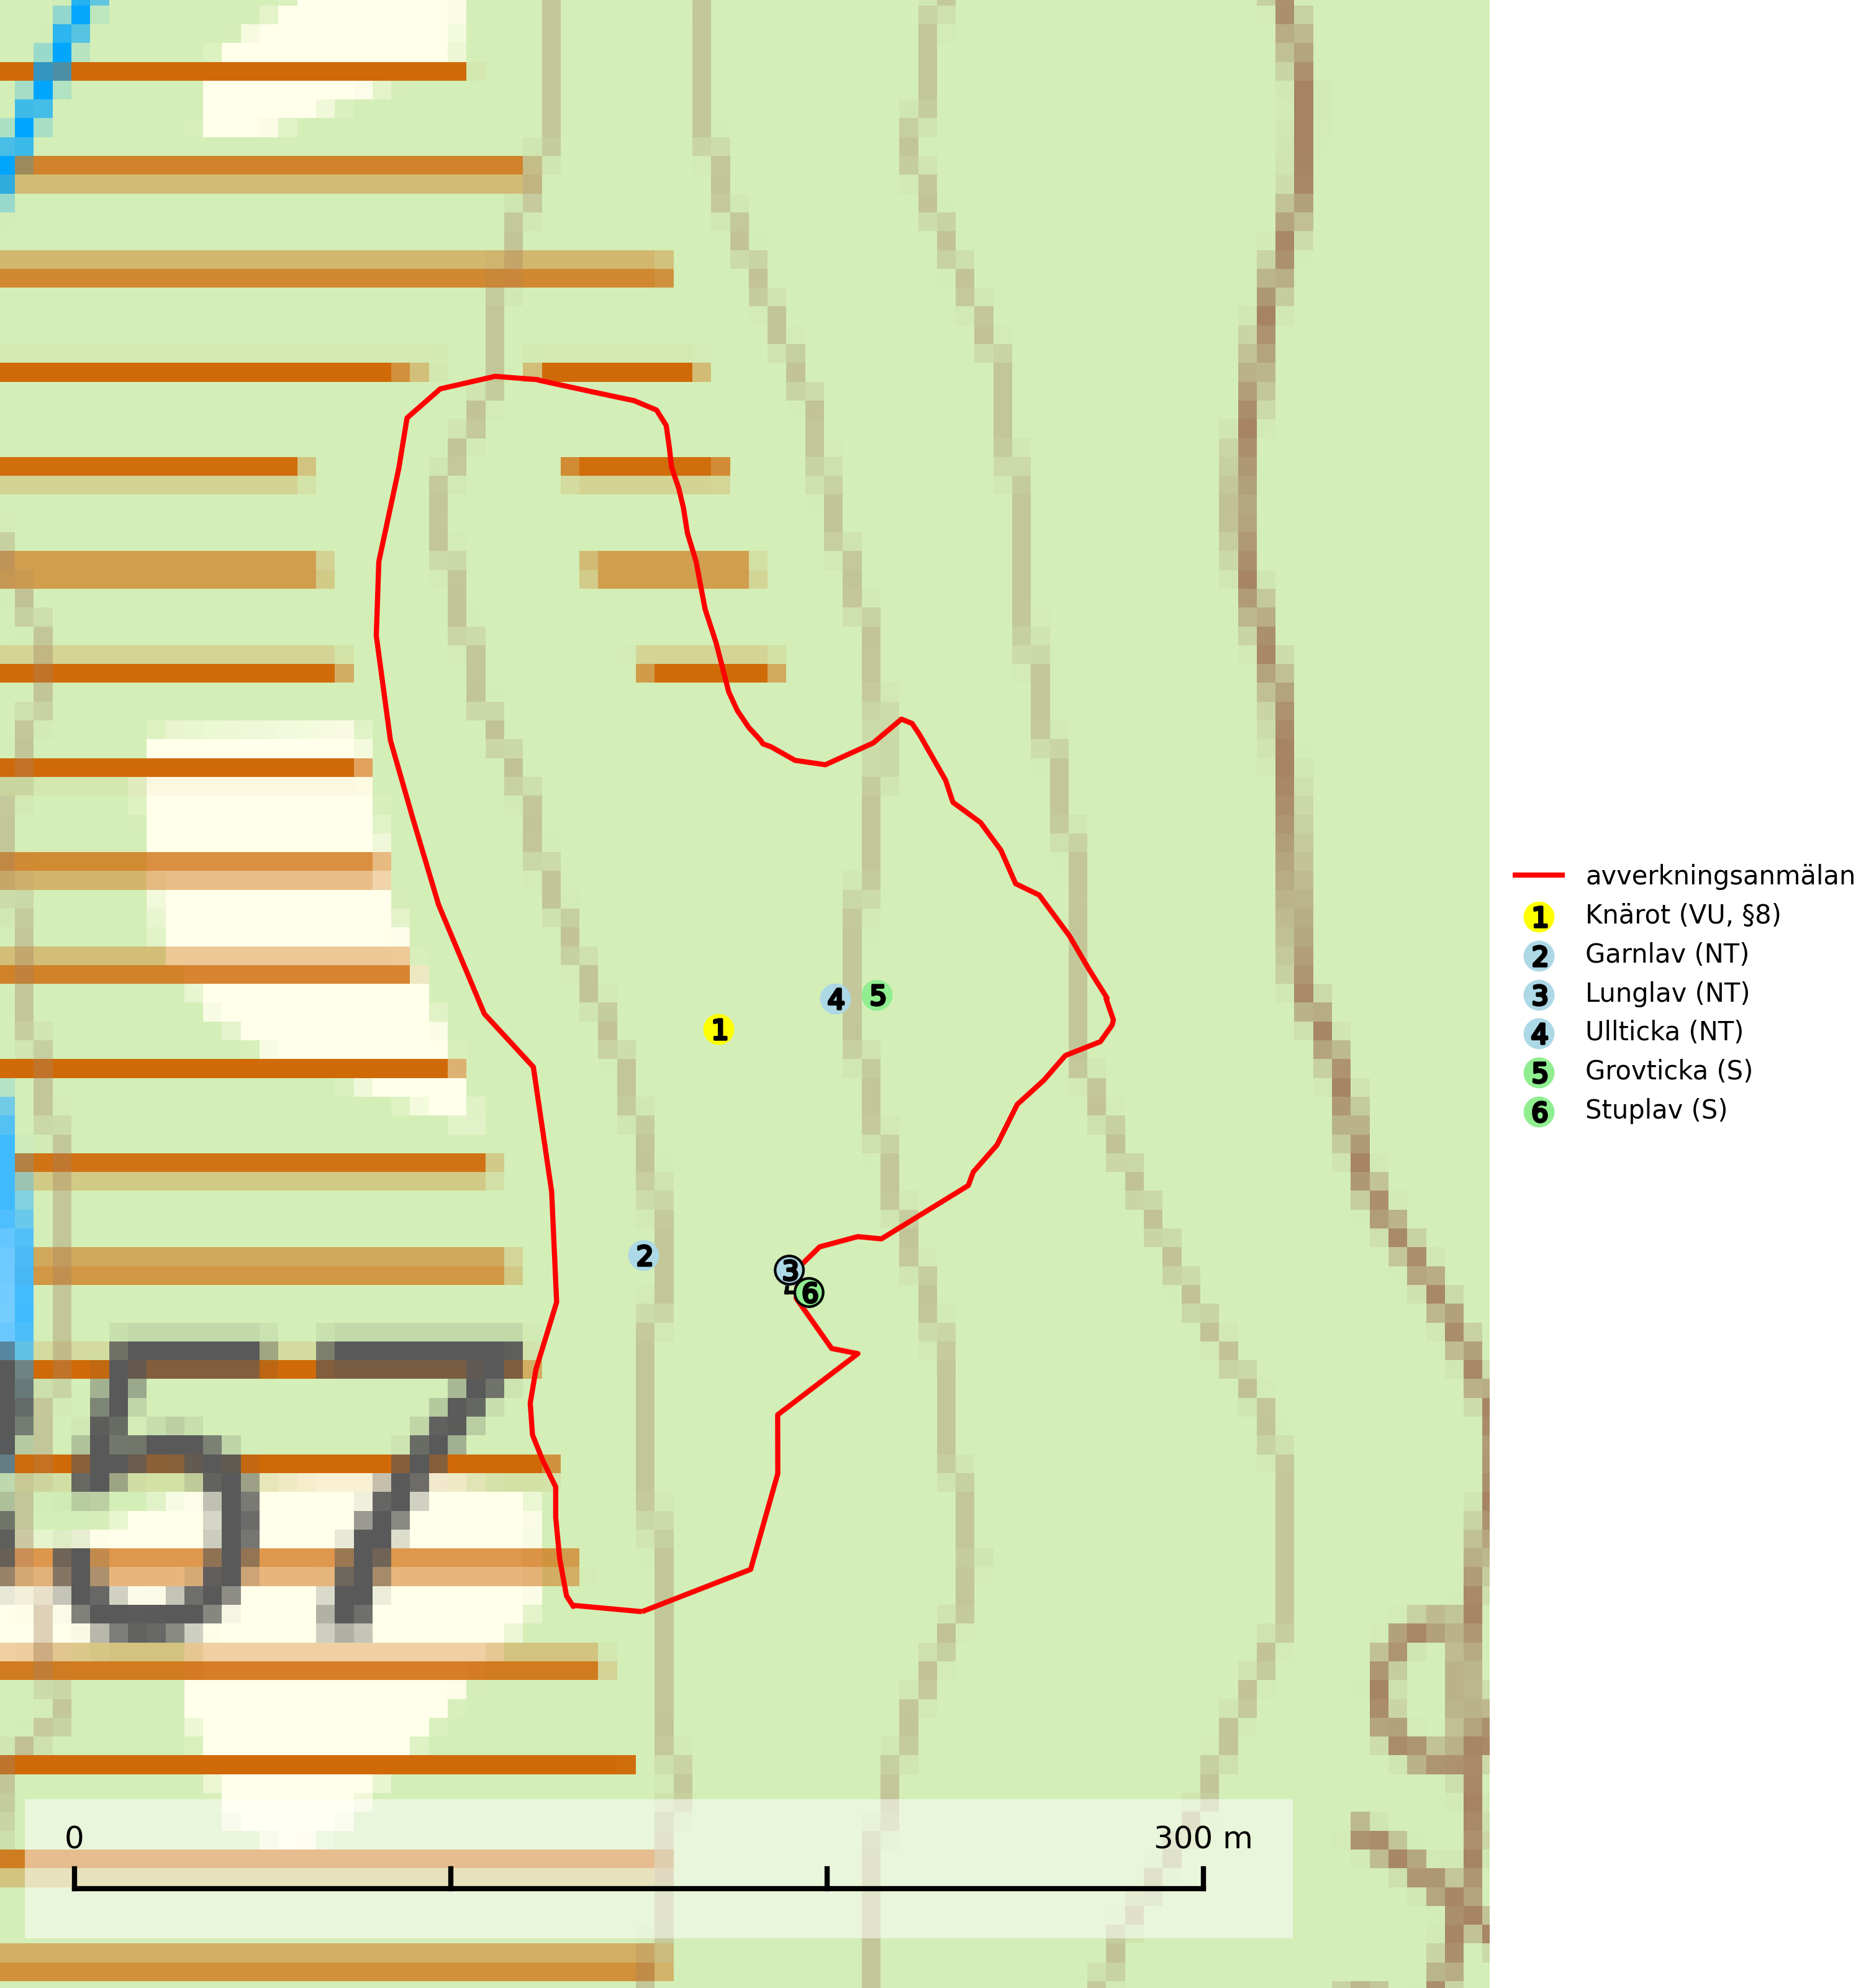 avverkningsanmälan
1 Knärot (VU, §8)
2 Garnlav (NT)
3 Lunglav (NT)
4 Ullticka (NT)
5 Grovticka (S)
6 Stuplav (S)
4 5
1
2
3
6
57
0 300 m